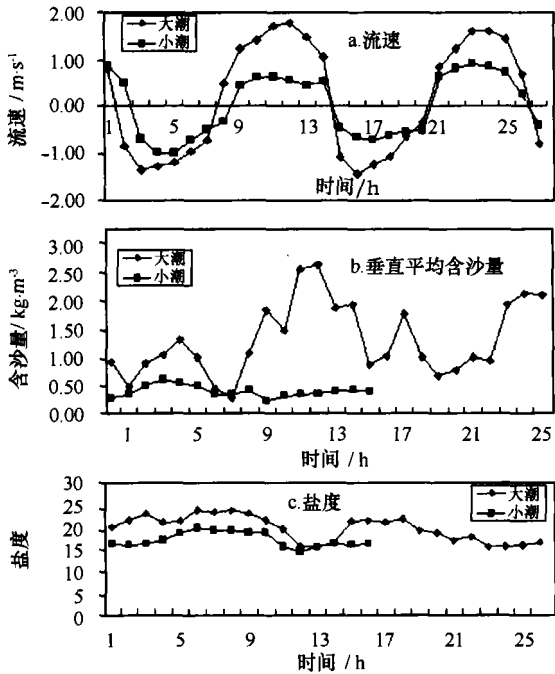 2.00
大潮
小潮
a.流速
1.00
0.00
1 5 9 13 17 21 25
-1.00
-2.00
流速 / m·s⁻¹
时间/h
3.00
大潮
小潮
b.垂直平均含沙量
2.50
2.00
1.50
1.00
0.50
0.00
含沙量/ kg·m⁻³
1 5 9 13 17 21 25
时间 / h
30
c.盐度
大潮
小潮
25
20
15
10
5
0
盐度
1 5 9 13 17 21 25
时间 / h